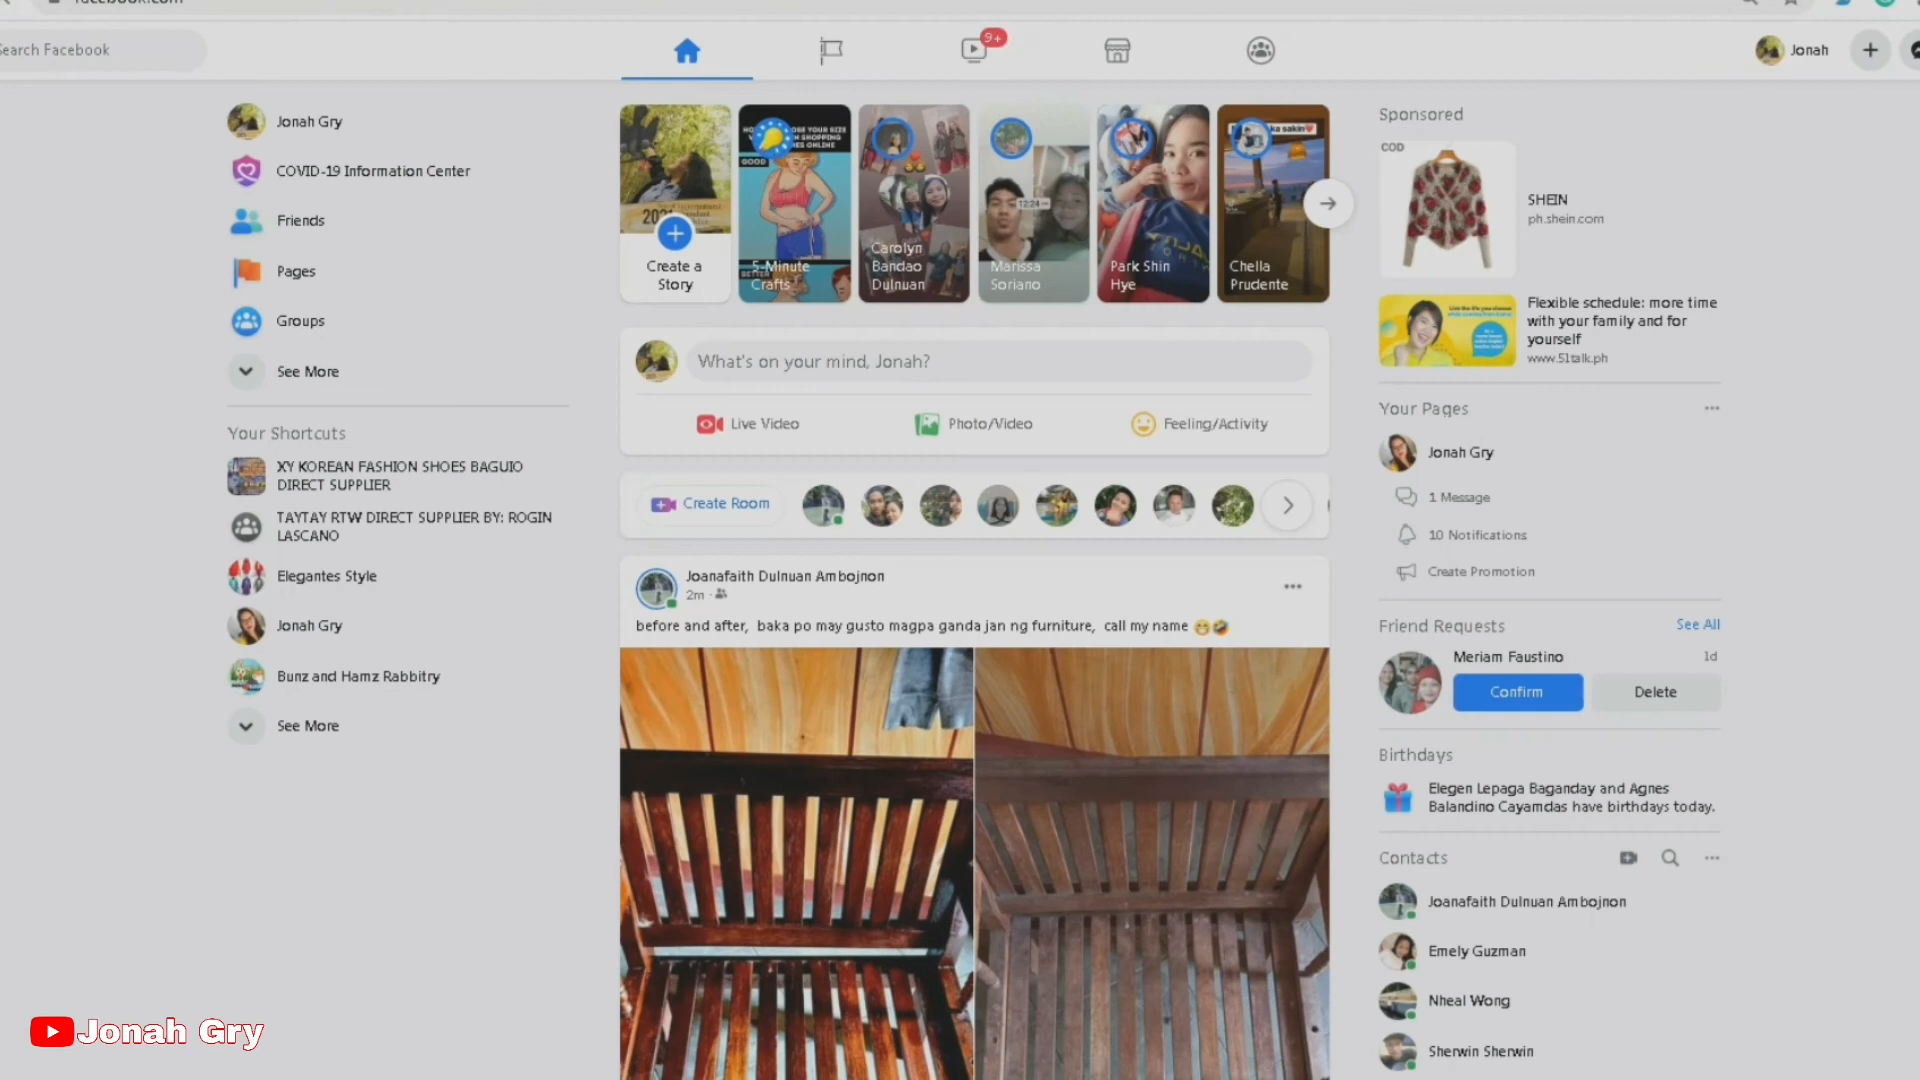 facebook.com
Search Facebook
9+
Jonah
Jonah Gry
COVID-19 Information Center
Friends
Pages
Groups
See More
Your Shortcuts
XY KOREAN FASHION SHOES BAGUIO
DIRECT SUPPLIER
TAYTAY RTW DIRECT SUPPLIER BY: ROGIN
LASCANO
Elegantes Style
Jonah Gry
Bunz and Hamz Rabbitry
See More
2021
Create a
Story
GOOD
BETTER
5-Minute
Crafts
Carolyn
Bandao
Dulnuan
12:24
Marissa
Soriano
Park Shin
Hye
ka sakin
Chella
Prudente
What's on your mind, Jonah?
Live Video
Photo/Video
Feeling/Activity
Create Room
Joanafaith Dulnuan Ambojnon
2m ·
before and after, baka po may gusto magpa ganda jan ng furniture, call my name 😁🤣
Sponsored
COD
SHEIN
ph.shein.com
Flexible schedule: more time
with your family and for
yourself
www.51talk.ph
Your Pages
Jonah Gry
1 Message
10 Notifications
Create Promotion
Friend Requests
See All
Meriam Faustino
1d
Confirm
Delete
Birthdays
Elegen Lepaga Baganday and Agnes
Balandino Cayamdas have birthdays today.
Contacts
Joanafaith Dulnuan Ambojnon
Emely Guzman
Nheal Wong
Sherwin Sherwin
Jonah Gry